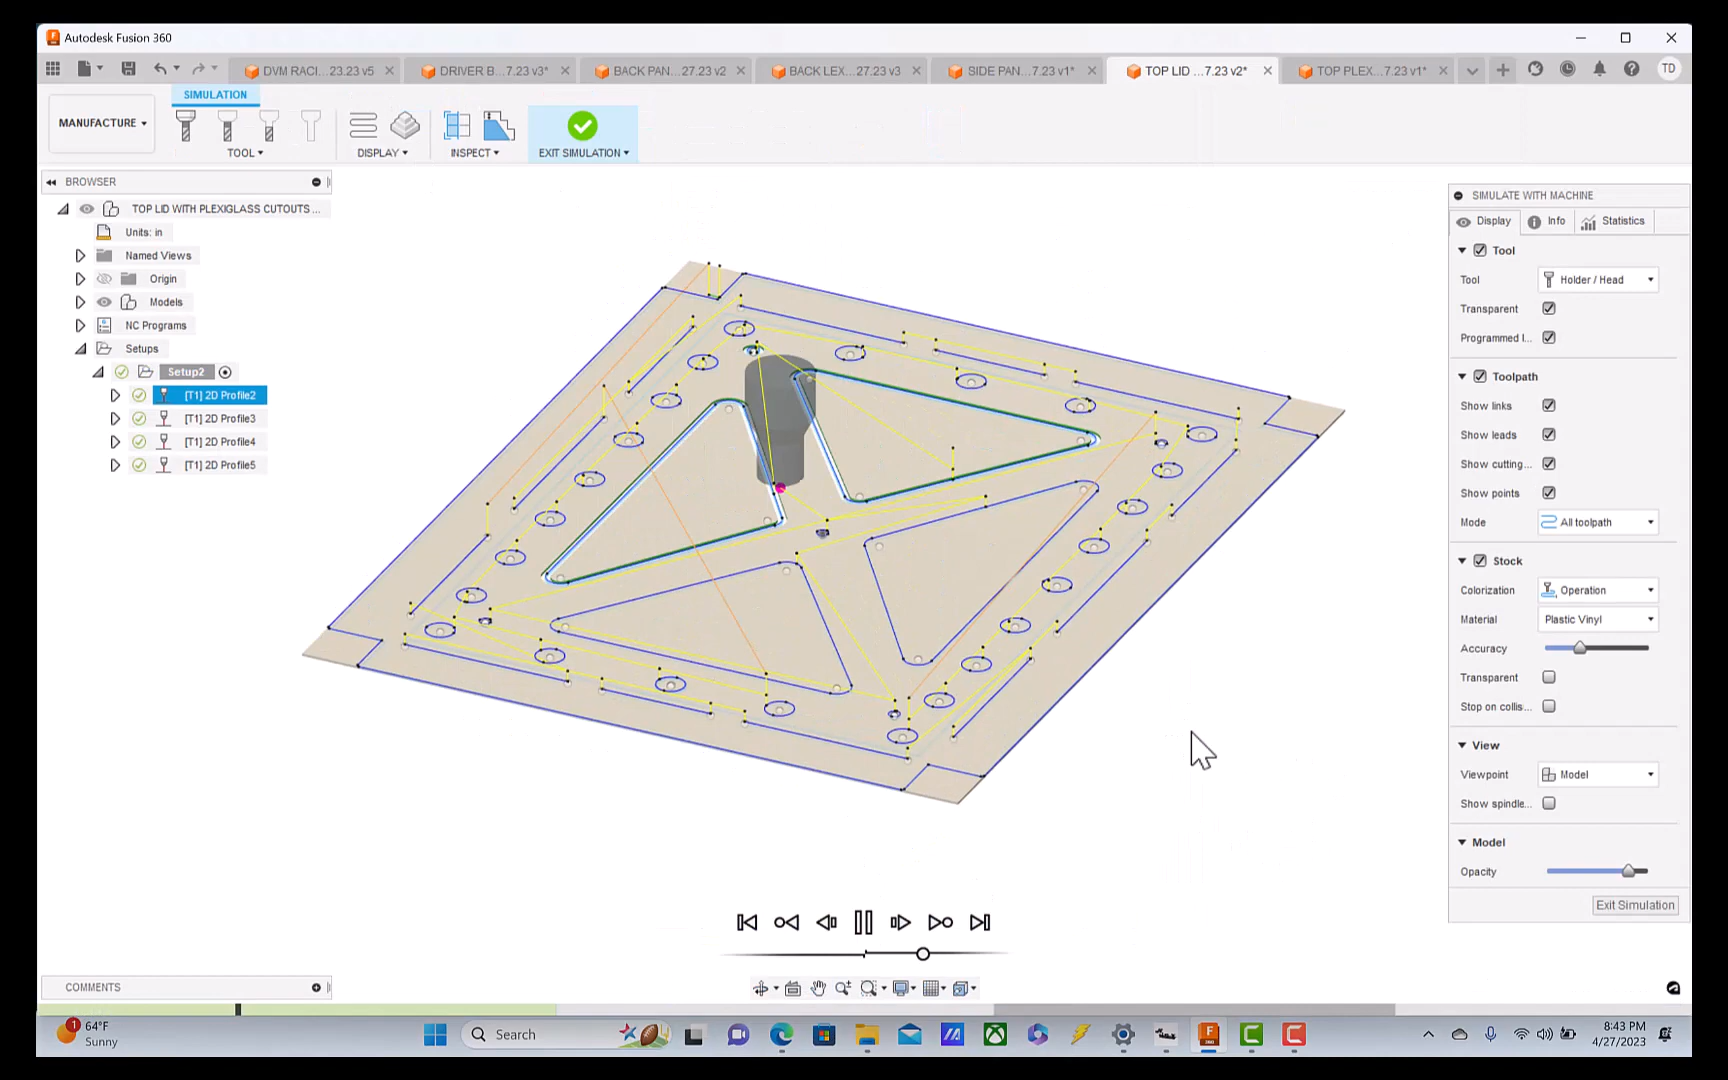 Autodesk Fusion 360
DVM RACI...23.23 v5
DRIVER B...7.23 v3*
BACK PAN...27.23 v2
BACK LEX...27.23 v3
SIDE PAN...7.23 v1*
TOP LID ...7.23 v2*
TOP PLEX...7.23 v1*
TD
SIMULATION
MANUFACTURE
TOOL
DISPLAY
INSPECT
EXIT SIMULATION
BROWSER
TOP LID WITH PLEXIGLASS CUTOUTS ...
Units: in
Named Views
Origin
Models
NC Programs
Setups
Setup2
[T1] 2D Profile2
[T1] 2D Profile3
[T1] 2D Profile4
[T1] 2D Profile5
SIMULATE WITH MACHINE
Display
Info
Statistics
Tool
Tool
Holder / Head
Transparent
Programmed l...
Toolpath
Show links
Show leads
Show cutting...
Show points
Mode
All toolpath
Stock
Colorization
Operation
Material
Plastic Vinyl
Accuracy
Transparent
Stop on collis...
View
Viewpoint
Model
Show spindle...
Model
Opacity
Exit Simulation
COMMENTS
1
64°F
Sunny
Search
8:43 PM
4/27/2023